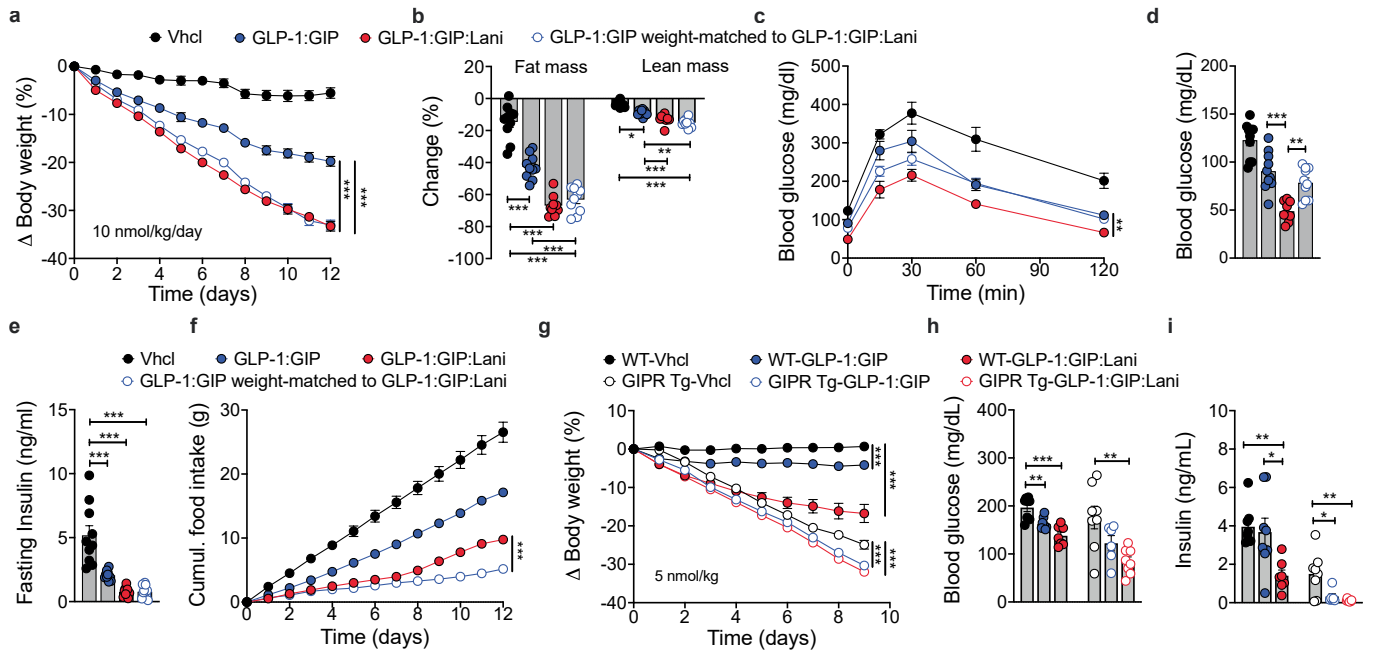 a
b
c
d
Vhcl
GLP-1:GIP
GLP-1:GIP:Lani
GLP-1:GIP weight-matched to GLP-1:GIP:Lani
Δ Body weight (%)
0
-10
-20
-30
-40
10 nmol/kg/day
***
***
0 2 4 6 8 10 12
Time (days)
Change (%)
20
0
-20
-40
-60
-80
-100
Fat mass
Lean mass
***
***
***
***
*
**
***
***
Blood glucose (mg/dl)
500
400
300
200
100
0
**
0 30 60 90 120
Time (min)
Blood glucose (mg/dL)
200
150
100
50
0
***
**
e
f
g
h
i
Vhcl
GLP-1:GIP
GLP-1:GIP:Lani
GLP-1:GIP weight-matched to GLP-1:GIP:Lani
WT-Vhcl
WT-GLP-1:GIP
WT-GLP-1:GIP:Lani
GIPR Tg-Vhcl
GIPR Tg-GLP-1:GIP
GIPR Tg-GLP-1:GIP:Lani
Fasting Insulin (ng/ml)
15
10
5
0
***
***
***
Cumul. food intake (g)
30
20
10
0
***
0 2 4 6 8 10 12
Time (days)
Δ Body weight (%)
10
0
-10
-20
-30
-40
5 nmol/kg
***
***
***
**
0 2 4 6 8 10
Time (days)
Blood glucose (mg/dL)
400
300
200
100
0
***
**
**
Insulin (ng/mL)
10
8
6
4
2
0
**
*
**
*